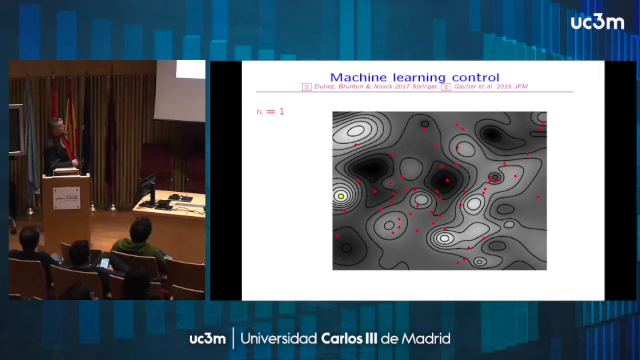 uc3m
Machine learning control
Duriez, Brunton & Noack 2017 Springer, Gautier et al. 2015 JFM
n = 1
uc3m | Universidad Carlos III de Madrid